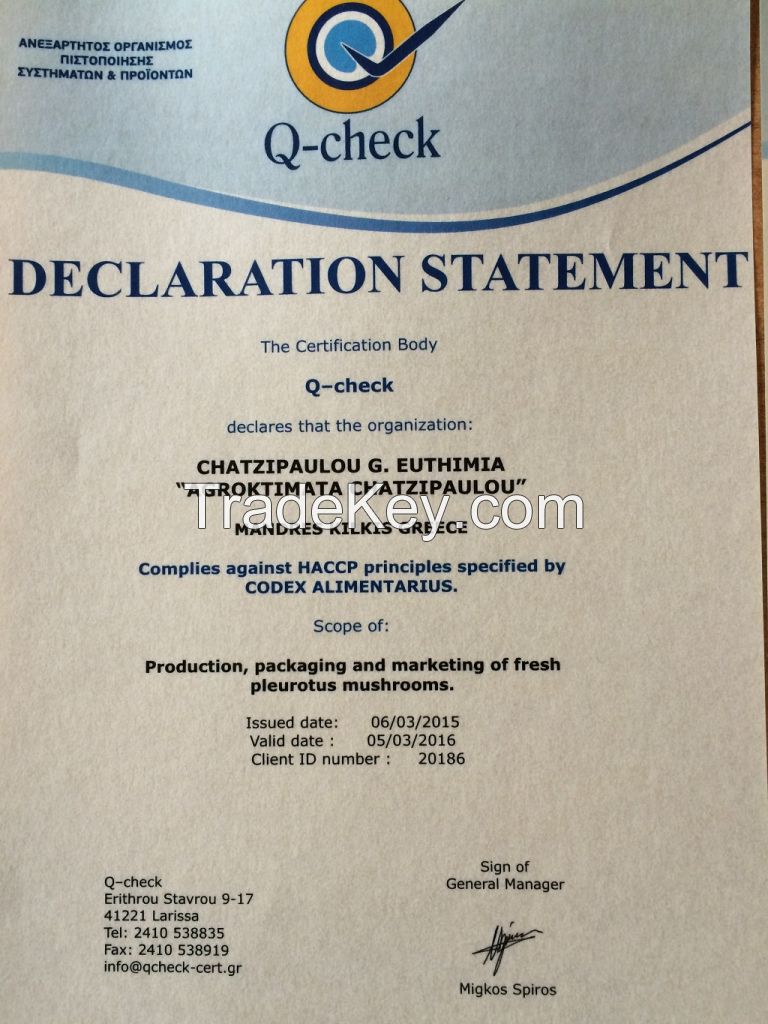 ΑΝΕΞΑΡΤΗΤΟΣ ΟΡΓΑΝΙΣΜΟΣ
ΠΙΣΤΟΠΟΙΗΣΗΣ
ΣΥΣΤΗΜΑΤΩΝ & ΠΡΟΪΟΝΤΩΝ
Q-check
DECLARATION STATEMENT
The Certification Body
Q–check
declares that the organization:
CHATZIPAULOU G. EUTHIMIA
“AGROKTIMATA CHATZIPAULOU”
TradeKey.com
MANDRES KILKIS GREECE
Complies against HACCP principles specified by
CODEX ALIMENTARIUS.
Scope of:
Production, packaging and marketing of fresh
pleurotus mushrooms.
Issued date: 06/03/2015
Valid date : 05/03/2016
Client ID number : 20186
Q–check
Erithrou Stavrou 9-17
41221 Larissa
Tel: 2410 538835
Fax: 2410 538919
info@qcheck-cert.gr
Sign of
General Manager
Migkos Spiros